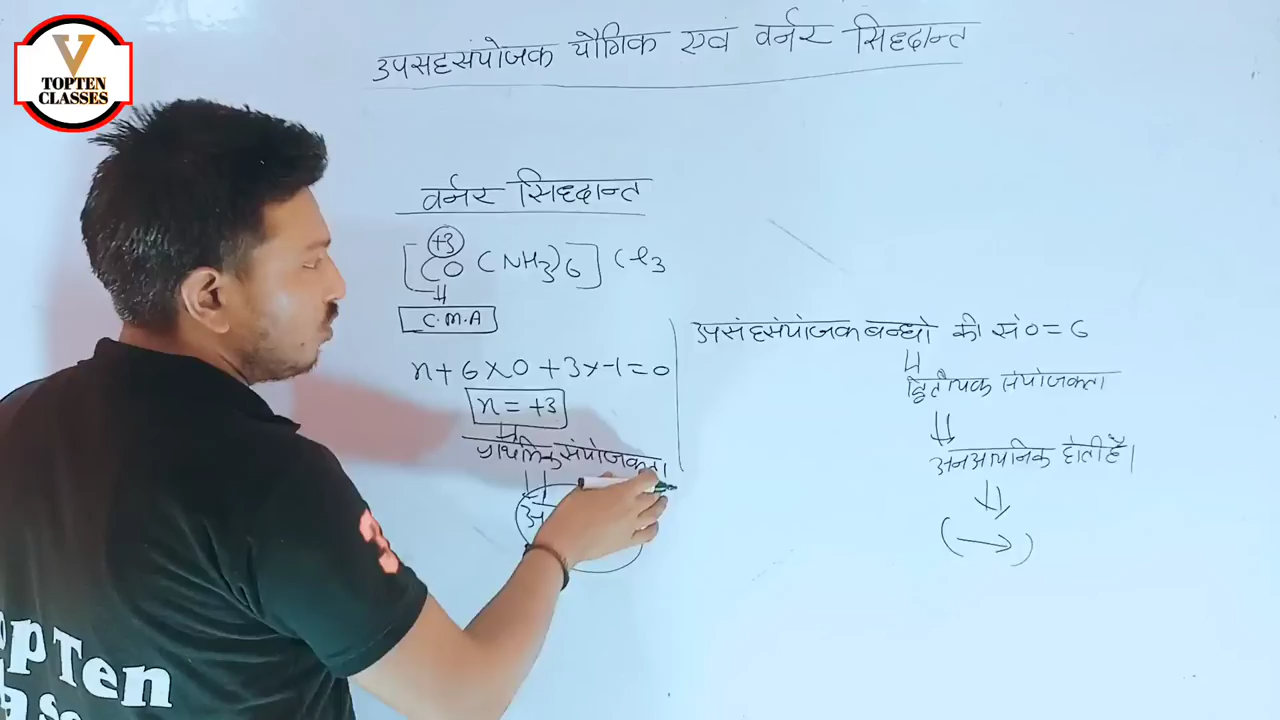 TOPTEN
CLASSES
उपसहसंयोजक यौगिक एवं वर्नर सिद्धान्त
वर्नर सिद्धान्त
+3
[CO (NH3)6] Cl3
C.M.A
n+6×0+3×-1=0
n = +3
प्राथमिक संयोजकता
उपसहसंयोजक बन्धो की सं० = 6
द्वितीयक संयोजकता
अनआयनिक होती है।
(→)
TopTen